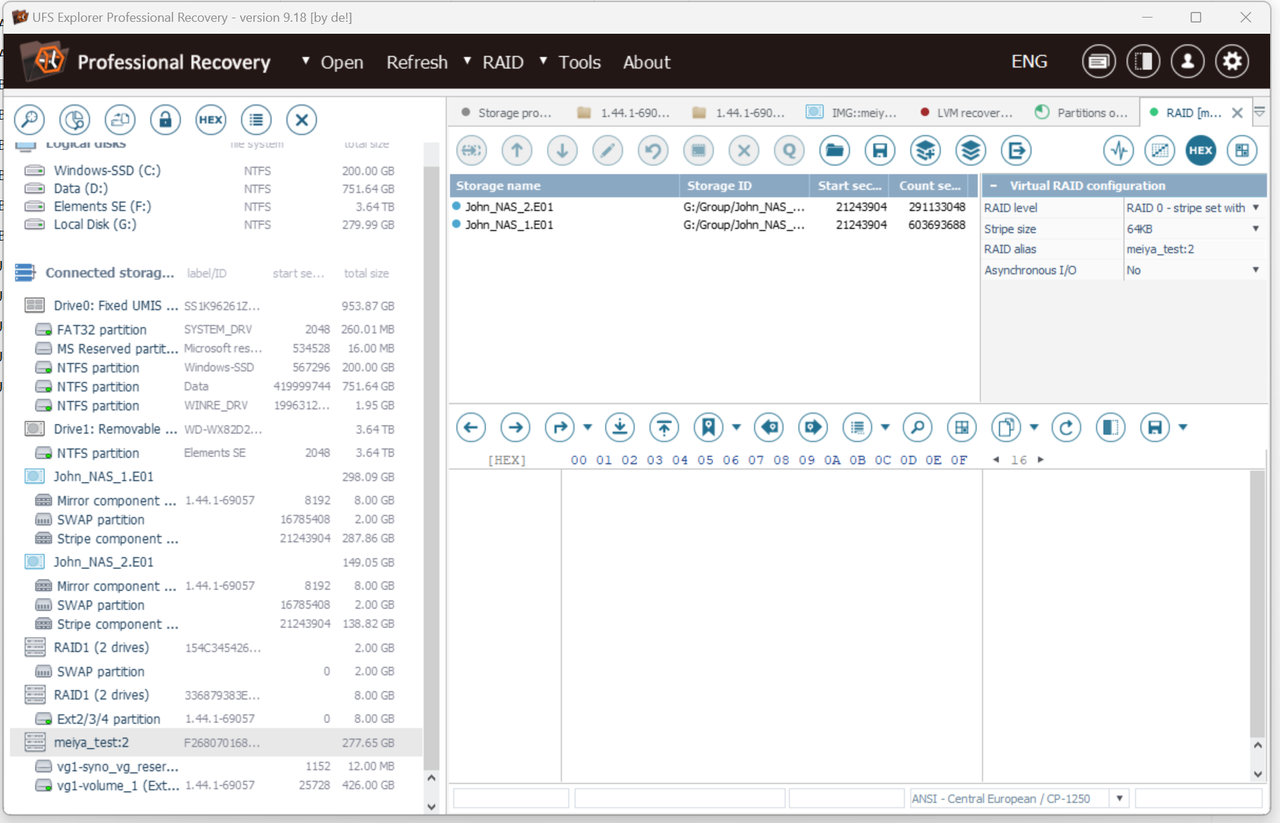 UFS Explorer Professional Recovery - version 9.18 [by de!]
Professional Recovery Open Refresh RAID Tools About ENG
HEX
Logical disks file system total size
Windows-SSD (C:) NTFS 200.00 GB
Data (D:) NTFS 751.64 GB
Elements SE (F:) NTFS 3.64 TB
Local Disk (G:) NTFS 279.99 GB
Connected storag... label/ID start se... total size
Drive0: Fixed UMIS ... SS1K96261Z... 953.87 GB
FAT32 partition SYSTEM_DRV 2048 260.01 MB
MS Reserved partit... Microsoft res... 534528 16.00 MB
NTFS partition Windows-SSD 567296 200.00 GB
NTFS partition Data 419999744 751.64 GB
NTFS partition WINRE_DRV 1996312... 1.95 GB
Drive1: Removable ... WD-WX82D2... 3.64 TB
NTFS partition Elements SE 2048 3.64 TB
John_NAS_1.E01 298.09 GB
Mirror component ... 1.44.1-69057 8192 8.00 GB
SWAP partition 16785408 2.00 GB
Stripe component ... 21243904 287.86 GB
John_NAS_2.E01 149.05 GB
Mirror component ... 1.44.1-69057 8192 8.00 GB
SWAP partition 16785408 2.00 GB
Stripe component ... 21243904 138.82 GB
RAID1 (2 drives) 154C345426... 2.00 GB
SWAP partition 0 2.00 GB
RAID1 (2 drives) 336879383E... 8.00 GB
Ext2/3/4 partition 1.44.1-69057 0 8.00 GB
meiya_test:2 F268070168... 277.65 GB
vg1-syno_vg_reser... 1152 12.00 MB
vg1-volume_1 (Ext... 1.44.1-69057 25728 426.00 GB
Storage pro... 1.44.1-690... 1.44.1-690... IMG::meiy... LVM recover... Partitions o... RAID [m...
Q HEX
Storage name Storage ID Start sec... Count se...
John_NAS_2.E01 G:/Group/John_NAS_... 21243904 291133048
John_NAS_1.E01 G:/Group/John_NAS_... 21243904 603693688
− Virtual RAID configuration
RAID level RAID 0 - stripe set with
Stripe size 64KB
RAID alias meiya_test:2
Asynchronous I/O No
[HEX] 00 01 02 03 04 05 06 07 08 09 0A 0B 0C 0D 0E 0F 16
ANSI - Central European / CP-1250